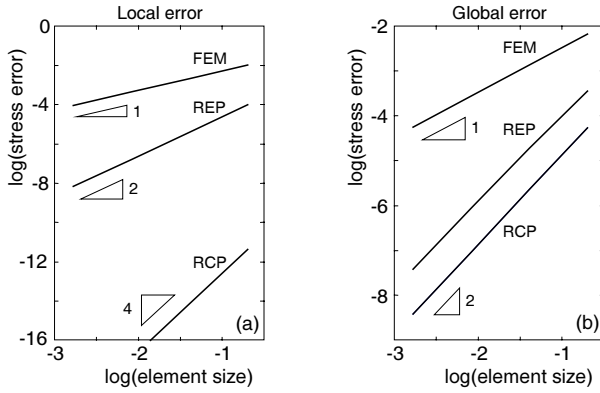 Local error
0
-4
-8
-12
-16
log(stress error)
FEM
1
REP
2
RCP
4
(a)
-3
-2
-1
log(element size)
Global error
-2
-4
-6
-8
log(stress error)
FEM
1
REP
RCP
2
(b)
-3
-2
-1
log(element size)